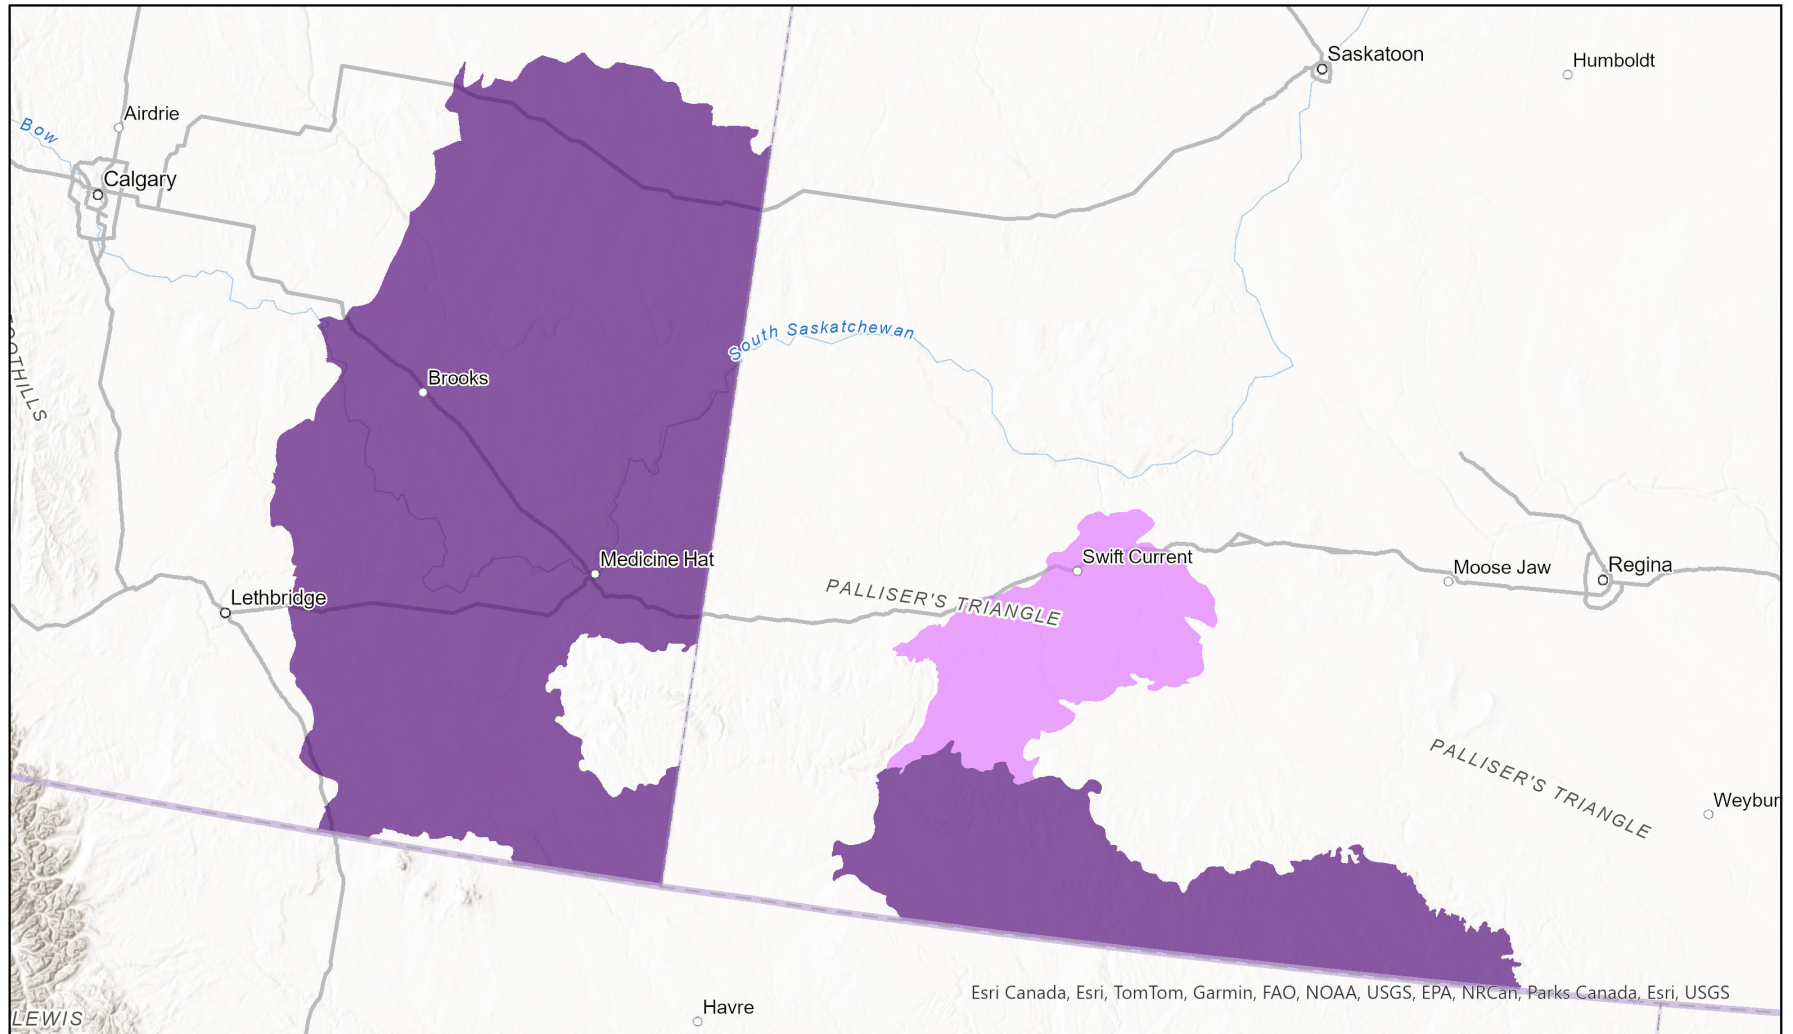 Saskatoon
Humboldt
Airdrie
Bow
Calgary
South Saskatchewan
Brooks
Medicine Hat
Swift Current
Moose Jaw
Regina
PALLISER'S TRIANGLE
Lethbridge
PALLISER'S TRIANGLE
Weybur
Esri Canada, Esri, TomTom, Garmin, FAO, NOAA, USGS, EPA, NRCan, Parks Canada, Esri, USGS
Havre
LEWIS